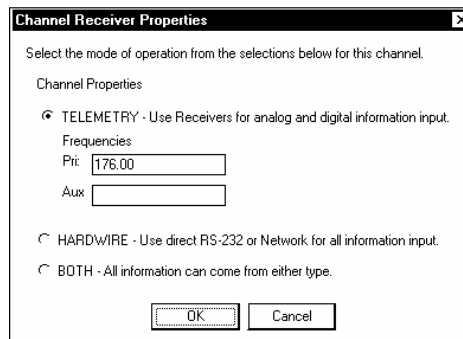 Channel Receiver Properties
Select the mode of operation from the selections below for this channel.
Channel Properties
TELEMETRY - Use Receivers for analog and digital information input.
Frequencies
Pri: 176.00
Aux
HARDWIRE - Use direct RS-232 or Network for all information input.
BOTH - All information can come from either type.
OK Cancel